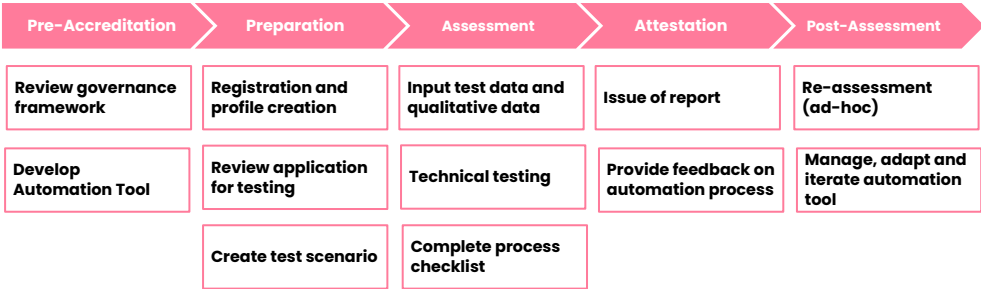 Pre-Accreditation
Preparation
Assessment
Attestation
Post-Assessment
Review governance
framework
Registration and
profile creation
Input test data and
qualitative data
Issue of report
Re-assessment
(ad-hoc)
Develop
Automation Tool
Review application
for testing
Technical testing
Provide feedback on
automation process
Manage, adapt and
iterate automation
tool
Create test scenario
Complete process
checklist